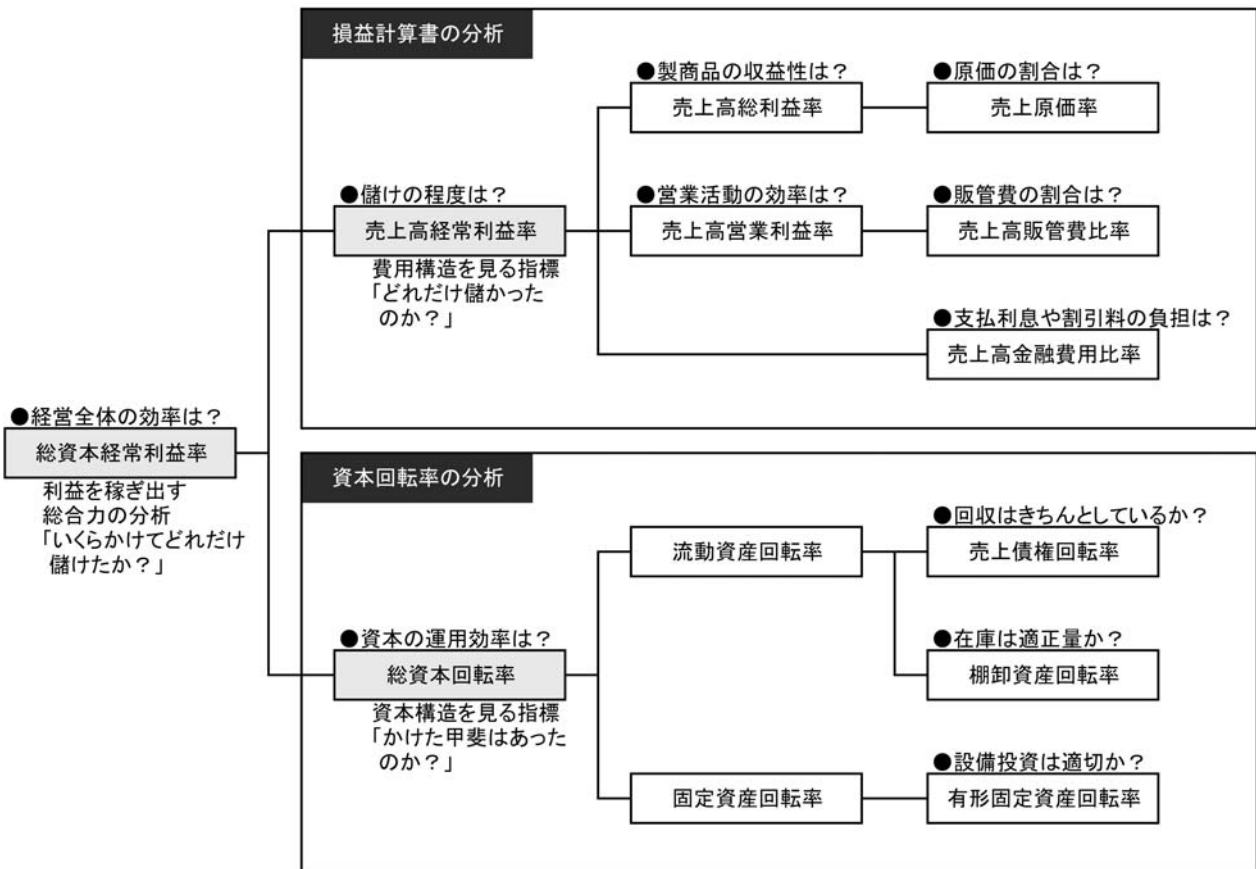 損益計算書の分析
●製商品の収益性は？
売上高総利益率
●原価の割合は？
売上原価率
●儲けの程度は？
売上高経常利益率
費用構造を見る指標
「どれだけ儲かった
のか？」
●営業活動の効率は？
売上高営業利益率
●販管費の割合は？
売上高販管費比率
●支払利息や割引料の負担は？
売上高金融費用比率
●経営全体の効率は？
総資本経常利益率
利益を稼ぎ出す
総合力の分析
「いくらかけてどれだけ
儲けたか？」
資本回転率の分析
流動資産回転率
●回収はきちんとしているか？
売上債権回転率
●在庫は適正量か？
棚卸資産回転率
●資本の運用効率は？
総資本回転率
資本構造を見る指標
「かけた甲斐はあった
のか？」
固定資産回転率
●設備投資は適切か？
有形固定資産回転率